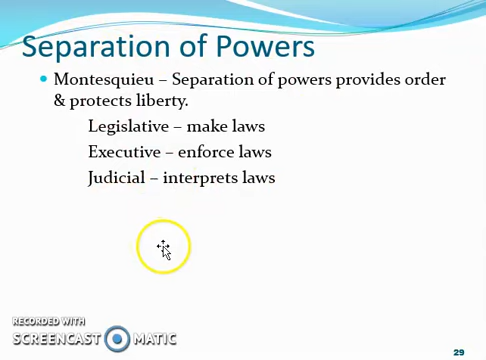 Separation of Powers
• Montesquieu – Separation of powers provides order
& protects liberty.
Legislative – make laws
Executive – enforce laws
Judicial – interprets laws
RECORDED WITH
SCREENCAST MATIC
29